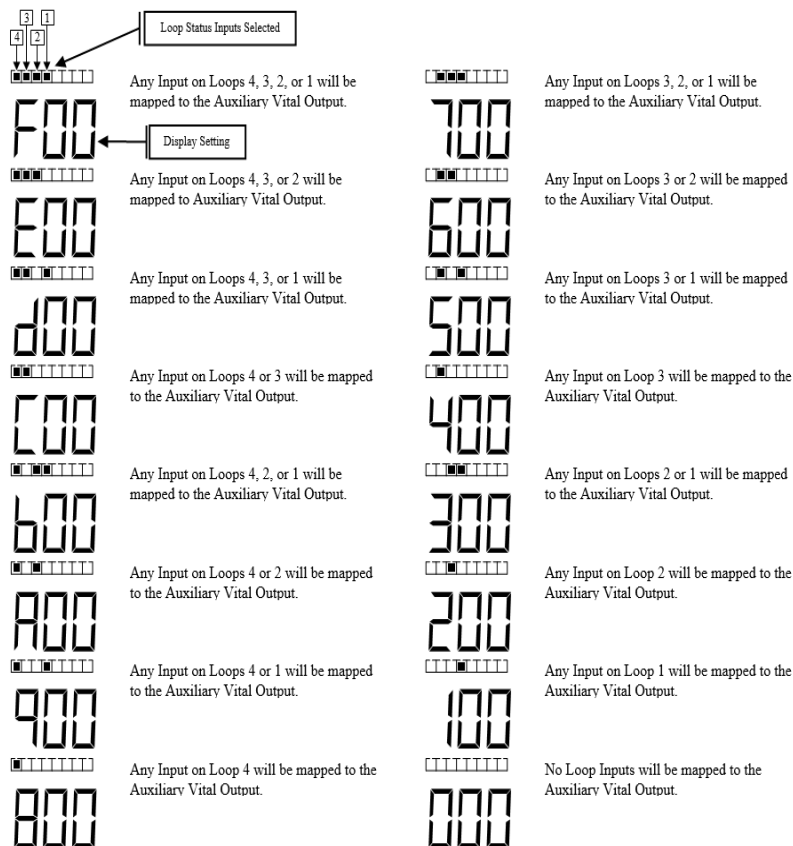 3 1
4 2
Loop Status Inputs Selected
Any Input on Loops 4, 3, 2, or 1 will be
mapped to the Auxiliary Vital Output.
F00
Display Setting
Any Input on Loops 4, 3, or 2 will be
mapped to Auxiliary Vital Output.
E00
Any Input on Loops 4, 3, or 1 will be
mapped to the Auxiliary Vital Output.
d00
Any Input on Loops 4 or 3 will be mapped
to the Auxiliary Vital Output.
C00
Any Input on Loops 4, 2, or 1 will be
mapped to the Auxiliary Vital Output.
b00
Any Input on Loops 4 or 2 will be mapped
to the Auxiliary Vital Output.
A00
Any Input on Loops 4 or 1 will be mapped
to the Auxiliary Vital Output.
900
Any Input on Loop 4 will be mapped to the
Auxiliary Vital Output.
800
Any Input on Loops 3, 2, or 1 will be
mapped to the Auxiliary Vital Output.
700
Any Input on Loops 3 or 2 will be mapped
to the Auxiliary Vital Output.
600
Any Input on Loops 3 or 1 will be mapped
to the Auxiliary Vital Output.
500
Any Input on Loop 3 will be mapped to the
Auxiliary Vital Output.
400
Any Input on Loops 2 or 1 will be mapped
to the Auxiliary Vital Output.
300
Any Input on Loop 2 will be mapped to the
Auxiliary Vital Output.
200
Any Input on Loop 1 will be mapped to the
Auxiliary Vital Output.
100
No Loop Inputs will be mapped to the
Auxiliary Vital Output.
000